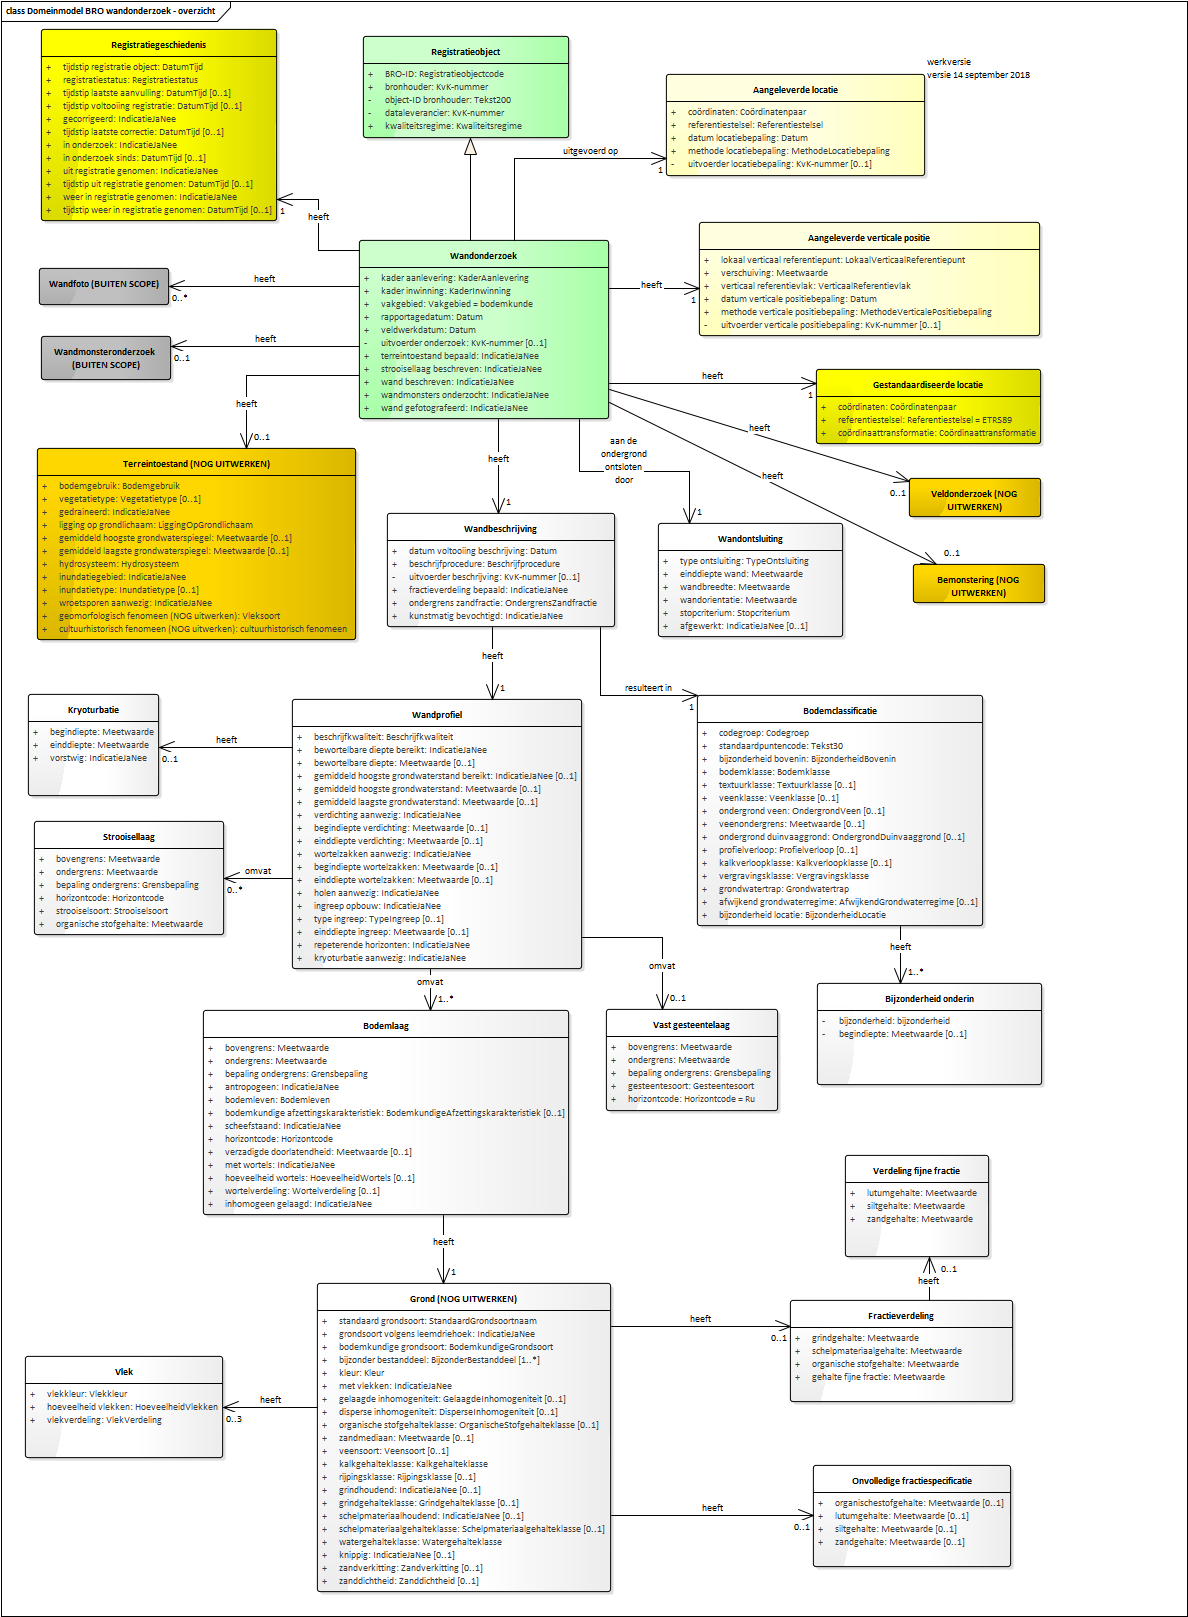 class Domeinmodel BRO wandonderzoek - overzicht
Registratiegeschiedenis
+ tijdstip registratie object: DatumTijd
+ registratiestatus: Registratiestatus
+ tijdstip laatste aanvulling: DatumTijd [0..1]
+ tijdstip voltooiing registratie: DatumTijd [0..1]
+ gecorrigeerd: IndicatieJaNee
+ tijdstip laatste correctie: DatumTijd [0..1]
+ in onderzoek: IndicatieJaNee
+ in onderzoek sinds: DatumTijd [0..1]
+ uit registratie genomen: IndicatieJaNee
+ tijdstip uit registratie genomen: DatumTijd [0..1]
+ weer in registratie genomen: IndicatieJaNee
+ tijdstip weer in registratie genomen: DatumTijd [0..1]
Registratieobject
+ BRO-ID: Registratieobjectcode
+ bronhouder: KvK-nummer
- object-ID bronhouder: Tekst200
- dataleverancier: KvK-nummer
+ kwaliteitsregime: Kwaliteitsregime
werkversie
versie 14 september 2018
Aangeleverde locatie
+ coördinaten: Coördinatenpaar
+ referentiestelsel: Referentiestelsel
+ datum locatiebepaling: Datum
+ methode locatiebepaling: MethodeLocatiebepaling
- uitvoerder locatiebepaling: KvK-nummer [0..1]
uitgevoerd op
1
1
heeft
Wandonderzoek
+ kader aanlevering: KaderAanlevering
+ kader inwinning: KaderInwinning
+ vakgebied: Vakgebied = bodemkunde
+ rapportagedatum: Datum
+ veldwerkdatum: Datum
- uitvoerder onderzoek: KvK-nummer [0..1]
+ terreintoestand bepaald: IndicatieJaNee
+ strooisellaag beschreven: IndicatieJaNee
+ wand beschreven: IndicatieJaNee
+ wandmonsters onderzocht: IndicatieJaNee
+ wand gefotografeerd: IndicatieJaNee
Aangeleverde verticale positie
+ lokaal verticaal referentiepunt: LokaalVerticaalReferentiepunt
+ verschuiving: Meetwaarde
+ verticaal referentievlak: VerticaalReferentievlak
+ datum verticale positiebepaling: Datum
+ methode verticale positiebepaling: MethodeVerticalePositiebepaling
- uitvoerder verticale positiebepaling: KvK-nummer [0..1]
heeft
1
Wandfoto (BUITEN SCOPE)
heeft
0..*
Wandmonsteronderzoek
(BUITEN SCOPE)
heeft
0..1
heeft
0..1
heeft
1
Gestandaardiseerde locatie
+ coördinaten: Coördinatenpaar
+ referentiestelsel: Referentiestelsel = ETRS89
+ coördinaattransformatie: Coördinaattransformatie
heeft
0..1
Veldonderzoek (NOG
UITWERKEN)
heeft
0..1
Bemonstering (NOG
UITWERKEN)
Terreintoestand (NOG UITWERKEN)
+ bodemgebruik: Bodemgebruik
+ vegetatietype: Vegetatietype [0..1]
+ gedraineerd: IndicatieJaNee
+ ligging op grondlichaam: LiggingOpGrondlichaam
+ gemiddeld hoogste grondwaterspiegel: Meetwaarde [0..1]
+ gemiddeld laagste grondwaterspiegel: Meetwaarde [0..1]
+ hydrosysteem: Hydrosysteem
+ inundatiegebied: IndicatieJaNee
+ inundatietype: Inundatietype [0..1]
+ wroetsporen aanwezig: IndicatieJaNee
+ geomorfologisch fenomeen (NOG uitwerken): Vleksoort
+ cultuurhistorisch fenomeen (NOG uitwerken): cultuurhistorisch fenomeen
heeft
1
aan de
ondergrond
ontsloten
door
1
Wandbeschrijving
+ datum voltooiing beschrijving: Datum
+ beschrijfprocedure: Beschrijfprocedure
- uitvoerder beschrijving: KvK-nummer [0..1]
+ fractieverdeling bepaald: IndicatieJaNee
+ ondergrens zandfractie: OndergrensZandfractie
+ kunstmatig bevochtigd: IndicatieJaNee
Wandontsluiting
+ type ontsluiting: TypeOntsluiting
+ einddiepte wand: Meetwaarde
+ wandbreedte: Meetwaarde
+ wandorientatie: Meetwaarde
+ stopcriterium: Stopcriterium
+ afgewerkt: IndicatieJaNee [0..1]
heeft
1
resulteert in
1
Kryoturbatie
+ begindiepte: Meetwaarde
+ einddiepte: Meetwaarde
+ vorstwig: IndicatieJaNee
heeft
0..1
Wandprofiel
+ beschrijfkwaliteit: Beschrijfkwaliteit
+ bewortelbare diepte bereikt: IndicatieJaNee
+ bewortelbare diepte: Meetwaarde [0..1]
+ gemiddeld hoogste grondwaterstand bereikt: IndicatieJaNee [0..1]
+ gemiddeld hoogste grondwaterstand: Meetwaarde [0..1]
+ gemiddeld laagste grondwaterstand: Meetwaarde [0..1]
+ verdichting aanwezig: IndicatieJaNee
+ begindiepte verdichting: Meetwaarde [0..1]
+ einddiepte verdichting: Meetwaarde [0..1]
+ wortelzakken aanwezig: IndicatieJaNee
+ begindiepte wortelzakken: Meetwaarde [0..1]
+ einddiepte wortelzakken: Meetwaarde [0..1]
+ holen aanwezig: IndicatieJaNee
+ ingreep opbouw: IndicatieJaNee
+ type ingreep: TypeIngreep [0..1]
+ einddiepte ingreep: Meetwaarde [0..1]
+ repeterende horizonten: IndicatieJaNee
+ kryoturbatie aanwezig: IndicatieJaNee
Bodemclassificatie
+ codegroep: Codegroep
+ standaardpuntencode: Tekst30
+ bijzonderheid bovenin: BijzonderheidBovenin
+ bodemklasse: Bodemklasse
+ textuurklasse: Textuurklasse [0..1]
+ veenklasse: Veenklasse [0..1]
+ ondergrond veen: OndergrondVeen [0..1]
+ veenondergrens: Meetwaarde [0..1]
+ ondergrond duinvaaggrond: OndergrondDuinvaaggrond [0..1]
+ profielverloop: Profielverloop [0..1]
+ kalkverloopklasse: Kalkverloopklasse [0..1]
+ vergravingsklasse: Vergravingsklasse
+ grondwatertrap: Grondwatertrap
+ afwijkend grondwaterregime: AfwijkendGrondwaterregime [0..1]
+ bijzonderheid locatie: BijzonderheidLocatie
Strooisellaag
+ bovengrens: Meetwaarde
+ ondergrens: Meetwaarde
+ bepaling ondergrens: Grensbepaling
+ horizontcode: Horizontcode
+ strooiselsoort: Strooiselsoort
+ organische stofgehalte: Meetwaarde
omvat
0..*
omvat
1..*
omvat
0..1
heeft
1..*
Bijzonderheid onderin
- bijzonderheid: bijzonderheid
- begindiepte: Meetwaarde [0..1]
Bodemlaag
+ bovengrens: Meetwaarde
+ ondergrens: Meetwaarde
+ bepaling ondergrens: Grensbepaling
+ antropogeen: IndicatieJaNee
+ bodemleven: Bodemleven
+ bodemkundige afzettingskarakteristiek: BodemkundigeAfzettingskarakteristiek [0..1]
+ scheefstaand: IndicatieJaNee
+ horizontcode: Horizontcode
+ verzadigde doorlatendheid: Meetwaarde [0..1]
+ met wortels: IndicatieJaNee
+ hoeveelheid wortels: HoeveelheidWortels [0..1]
+ wortelverdeling: Wortelverdeling [0..1]
+ inhomogeen gelaagd: IndicatieJaNee
Vast gesteentelaag
+ bovengrens: Meetwaarde
+ ondergrens: Meetwaarde
+ bepaling ondergrens: Grensbepaling
+ gesteentesoort: Gesteentesoort
+ horizontcode: Horizontcode = Ru
Verdeling fijne fractie
+ lutumgehalte: Meetwaarde
+ siltgehalte: Meetwaarde
+ zandgehalte: Meetwaarde
heeft
1
0..1
heeft
Grond (NOG UITWERKEN)
+ standaard grondsoort: StandaardGrondsoortnaam
+ grondsoort volgens leemdriehoek: IndicatieJaNee
+ bodemkundige grondsoort: BodemkundigeGrondsoort
+ bijzonder bestanddeel: BijzonderBestanddeel [1..*]
+ kleur: Kleur
+ met vlekken: IndicatieJaNee
+ gelaagde inhomogeniteit: GelaagdeInhomogeniteit [0..1]
+ disperse inhomogeniteit: DisperseInhomogeniteit [0..1]
+ organische stofgehalteklasse: OrganischeStofgehalteklasse [0..1]
+ zandmediaan: Meetwaarde [0..1]
+ veensoort: Veensoort [0..1]
+ kalkgehalteklasse: Kalkgehalteklasse
+ rijpingsklasse: Rijpingsklasse [0..1]
+ grindhoudend: IndicatieJaNee [0..1]
+ grindgehalteklasse: Grindgehalteklasse [0..1]
+ schelpmateriaalhoudend: IndicatieJaNee [0..1]
+ schelpmateriaalgehalteklasse: Schelpmateriaalgehalteklasse [0..1]
+ watergehalteklasse: Watergehalteklasse
+ knippig: IndicatieJaNee [0..1]
+ zandverkitting: Zandverkitting [0..1]
+ zanddichtheid: Zanddichtheid [0..1]
heeft
0..1
Fractieverdeling
+ grindgehalte: Meetwaarde
+ schelpmateriaalgehalte: Meetwaarde
+ organische stofgehalte: Meetwaarde
+ gehalte fijne fractie: Meetwaarde
Vlek
+ vlekkleur: Vlekkleur
+ hoeveelheid vlekken: HoeveelheidVlekken
+ vlekverdeling: VlekVerdeling
heeft
0..3
heeft
0..1
Onvolledige fractiespecificatie
+ organischestofgehalte: Meetwaarde [0..1]
+ lutumgehalte: Meetwaarde [0..1]
+ siltgehalte: Meetwaarde [0..1]
+ zandgehalte: Meetwaarde [0..1]